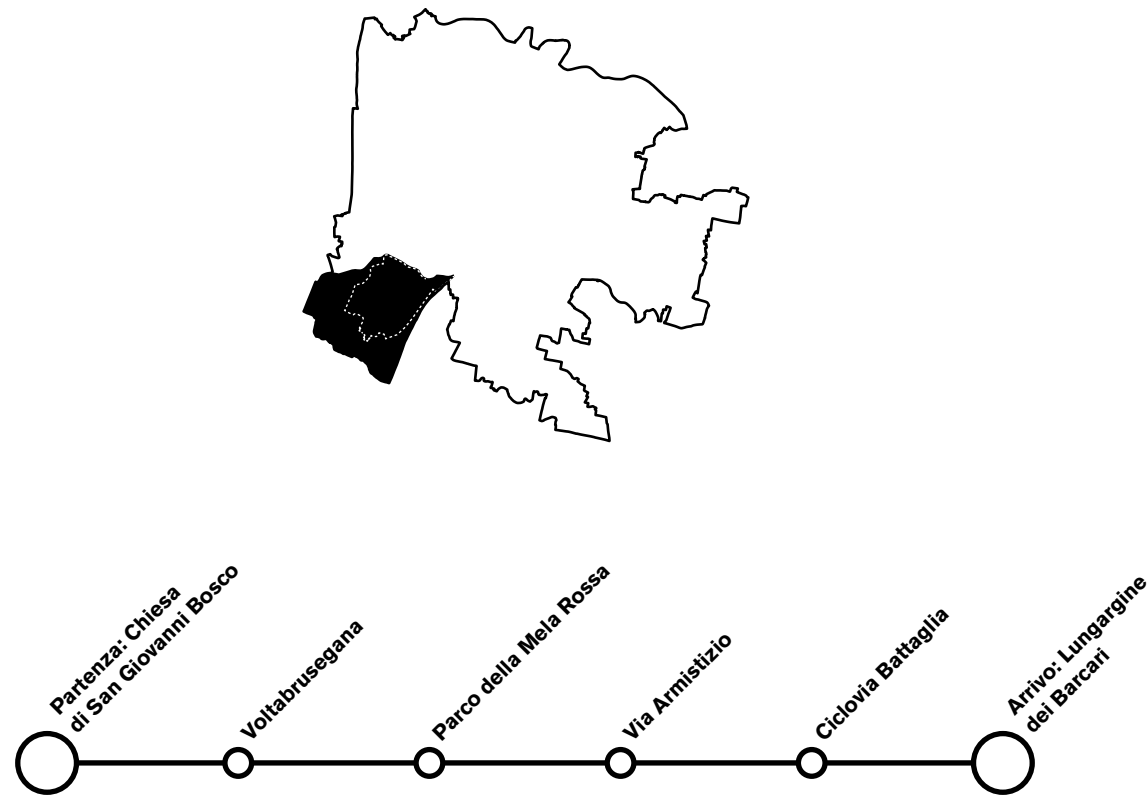 Partenza: Chiesa
di San Giovanni Bosco
Voltabrusegana
Parco della Mela Rossa
Via Armistizio
Ciclovia Battaglia
Arrivo: Lungargine
dei Barcari